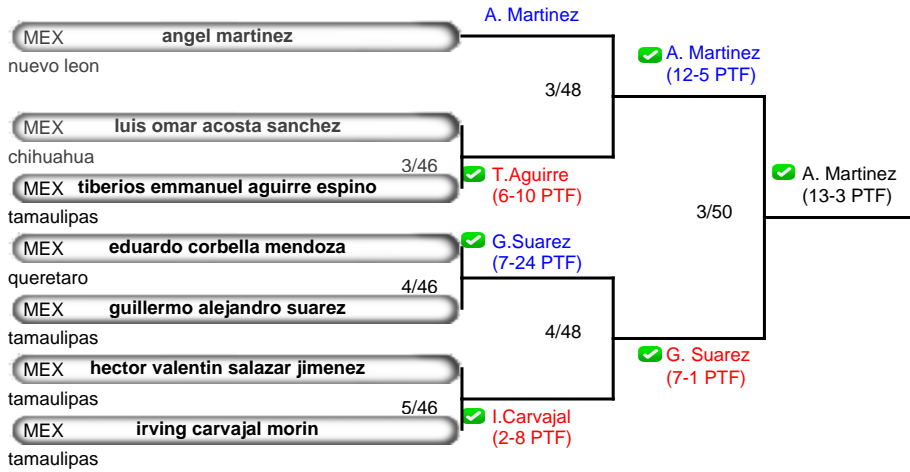 A. Martinez
MEX angel martinez
nuevo leon
A. Martinez
(12-5 PTF)
3/48
MEX luis omar acosta sanchez
chihuahua
3/46
MEX tiberios emmanuel aguirre espino
tamaulipas
T.Aguirre
(6-10 PTF)
A. Martinez
(13-3 PTF)
3/50
MEX eduardo corbella mendoza
queretaro
G.Suarez
(7-24 PTF)
4/46
MEX guillermo alejandro suarez
tamaulipas
4/48
G. Suarez
(7-1 PTF)
MEX hector valentin salazar jimenez
tamaulipas
5/46
MEX irving carvajal morin
tamaulipas
I.Carvajal
(2-8 PTF)